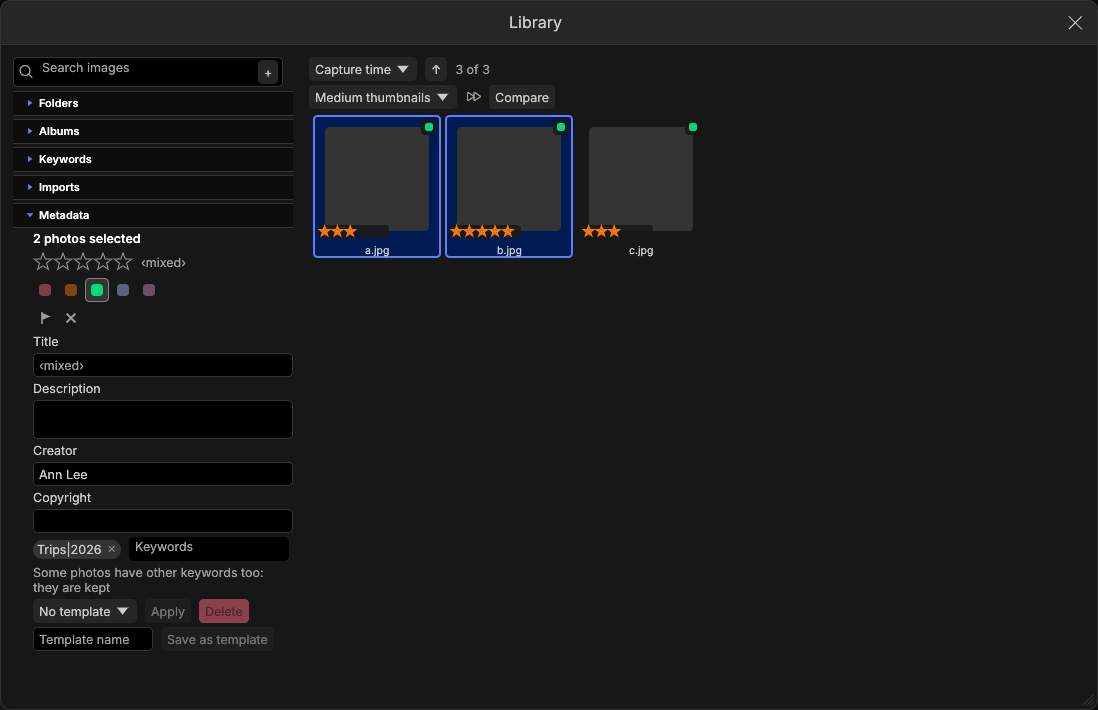 Library
Search images
+
Folders
Albums
Keywords
Imports
Metadata
2 photos selected
‹mixed›
Title
‹mixed›
Description
Creator
Ann Lee
Copyright
Trips|2026 ×
Keywords
Some photos have other keywords too:
they are kept
No template
Apply
Delete
Template name
Save as template
Capture time
3 of 3
Medium thumbnails
Compare
a.jpg
b.jpg
c.jpg